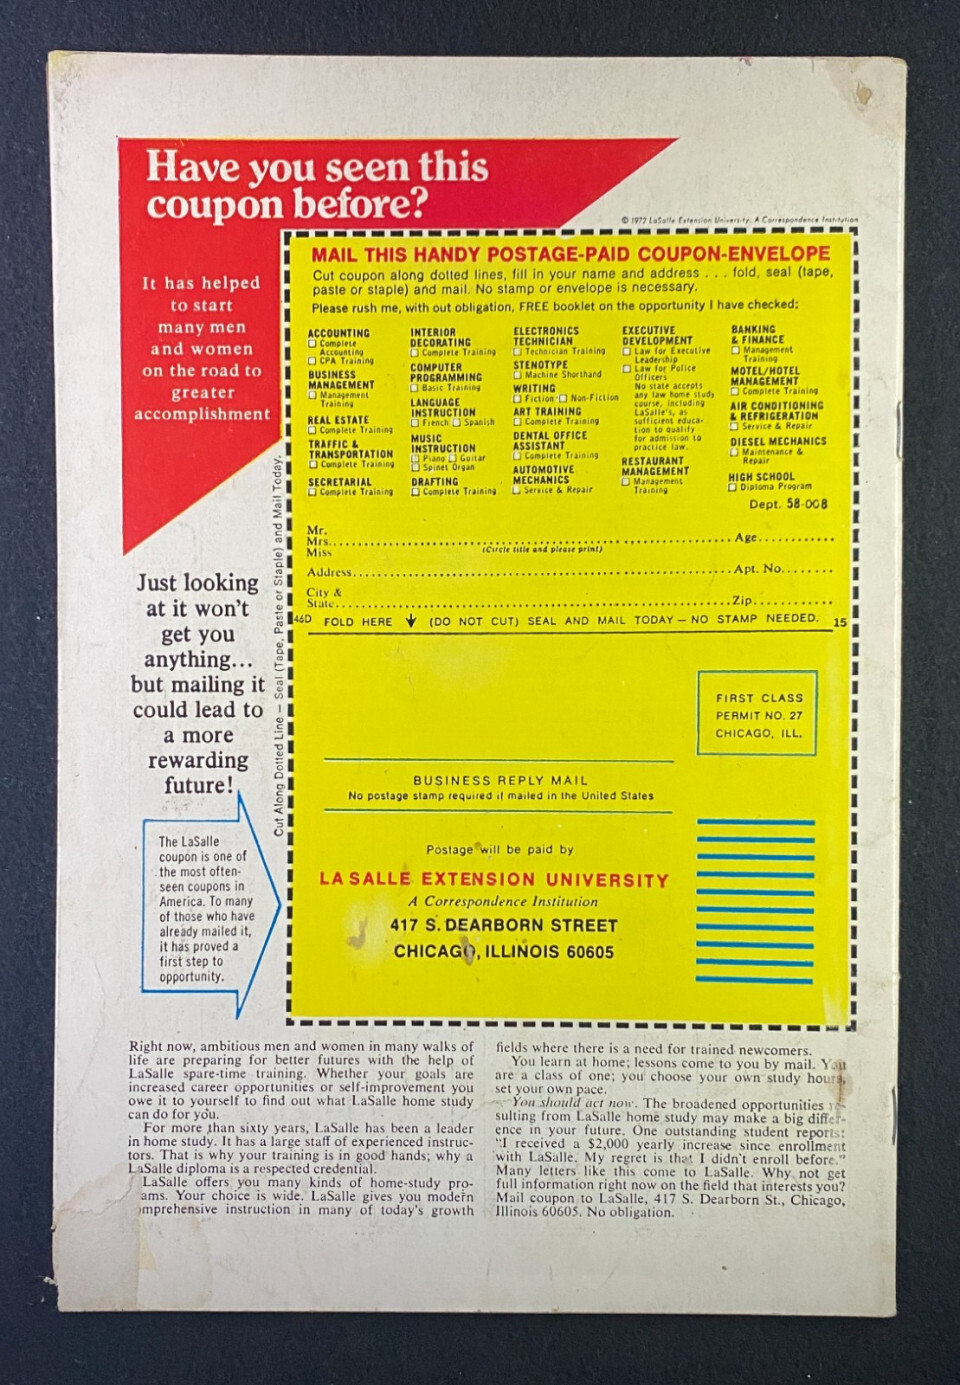 Have you seen this
coupon before?
© 1972 LaSalle Extension University, A Correspondence Institution
It has helped
to start
many men
and women
on the road to
greater
accomplishment
MAIL THIS HANDY POSTAGE-PAID COUPON-ENVELOPE
Cut coupon along dotted lines, fill in your name and address . . . fold, seal (tape,
paste or staple) and mail. No stamp or envelope is necessary.
Please rush me, with out obligation, FREE booklet on the opportunity I have checked:
ACCOUNTING
Complete
Accounting
CPA Training
BUSINESS
MANAGEMENT
Management
Training
REAL ESTATE
Complete Training
TRAFFIC &
TRANSPORTATION
Complete Training
SECRETARIAL
Complete Training
INTERIOR
DECORATING
Complete Training
COMPUTER
PROGRAMMING
Basic Training
LANGUAGE
INSTRUCTION
French Spanish
MUSIC
INSTRUCTION
Piano Guitar
Spinet Organ
DRAFTING
Complete Training
ELECTRONICS
TECHNICIAN
Technician Training
STENOTYPE
Machine Shorthand
WRITING
Fiction Non-Fiction
ART TRAINING
Complete Training
DENTAL OFFICE
ASSISTANT
Complete Training
AUTOMOTIVE
MECHANICS
Service & Repair
EXECUTIVE
DEVELOPMENT
Law for Executive
Leadership
Law for Police
Officers
No state accepts
any law home study
course, including
LaSalle's, as
sufficient educa-
tion to qualify
for admission to
practice law.
RESTAURANT
MANAGEMENT
Management
Training
BANKING
& FINANCE
Management
Training
MOTEL/HOTEL
MANAGEMENT
Complete Training
AIR CONDITIONING
& REFRIGERATION
Service & Repair
DIESEL MECHANICS
Maintenance &
Repair
HIGH SCHOOL
Diploma Program
Dept. 58-008
Mr.
Mrs. Age
Miss (Circle title and please print)
Address Apt. No.
City &
State Zip
46D FOLD HERE (DO NOT CUT) SEAL AND MAIL TODAY — NO STAMP NEEDED. 15
Cut Along Dotted Line — Seal (Tape, Paste or Staple) and Mail Today.
Just looking
at it won't
get you
anything...
but mailing it
could lead to
a more
rewarding
future!
The LaSalle
coupon is one of
the most often-
seen coupons in
America. To many
of those who have
already mailed it,
it has proved a
first step to
opportunity.
FIRST CLASS
PERMIT NO. 27
CHICAGO, ILL.
BUSINESS REPLY MAIL
No postage stamp required if mailed in the United States
Postage will be paid by
LA SALLE EXTENSION UNIVERSITY
A Correspondence Institution
417 S. DEARBORN STREET
CHICAGO, ILLINOIS 60605
Right now, ambitious men and women in many walks of
life are preparing for better futures with the help of
LaSalle spare-time training. Whether your goals are
increased career opportunities or self-improvement you
owe it to yourself to find out what LaSalle home study
can do for you.
For more than sixty years, LaSalle has been a leader
in home study. It has a large staff of experienced instruc-
tors. That is why your training is in good hands; why a
LaSalle diploma is a respected credential.
LaSalle offers you many kinds of home-study pro-
ams. Your choice is wide. LaSalle gives you modern
omprehensive instruction in many of today's growth
fields where there is a need for trained newcomers.
You learn at home; lessons come to you by mail. You
are a class of one; you choose your own study hours,
set your own pace.
You should act now. The broadened opportunities re-
sulting from LaSalle home study may make a big differ-
ence in your future. One outstanding student reports:
"I received a $2,000 yearly increase since enrollment
with LaSalle. My regret is that I didn't enroll before."
Many letters like this come to LaSalle. Why not get
full information right now on the field that interests you?
Mail coupon to LaSalle, 417 S. Dearborn St., Chicago,
Illinois 60605. No obligation.